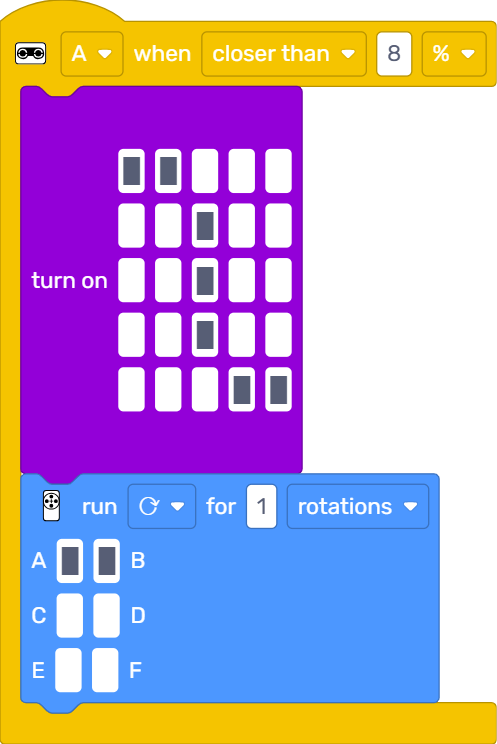 A when closer than 8 %
turn on
run for 1 rotations
A B
C D
E F